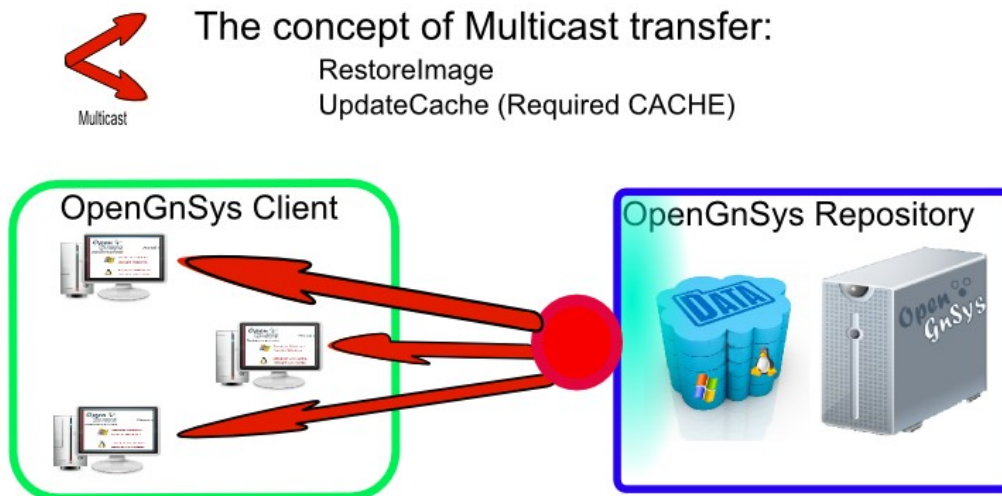 The concept of Multicast transfer:
RestoreImage
UpdateCache (Required CACHE)
Multicast
OpenGnSys Client
OpenGnSys Repository
DATA
Open
GnSys